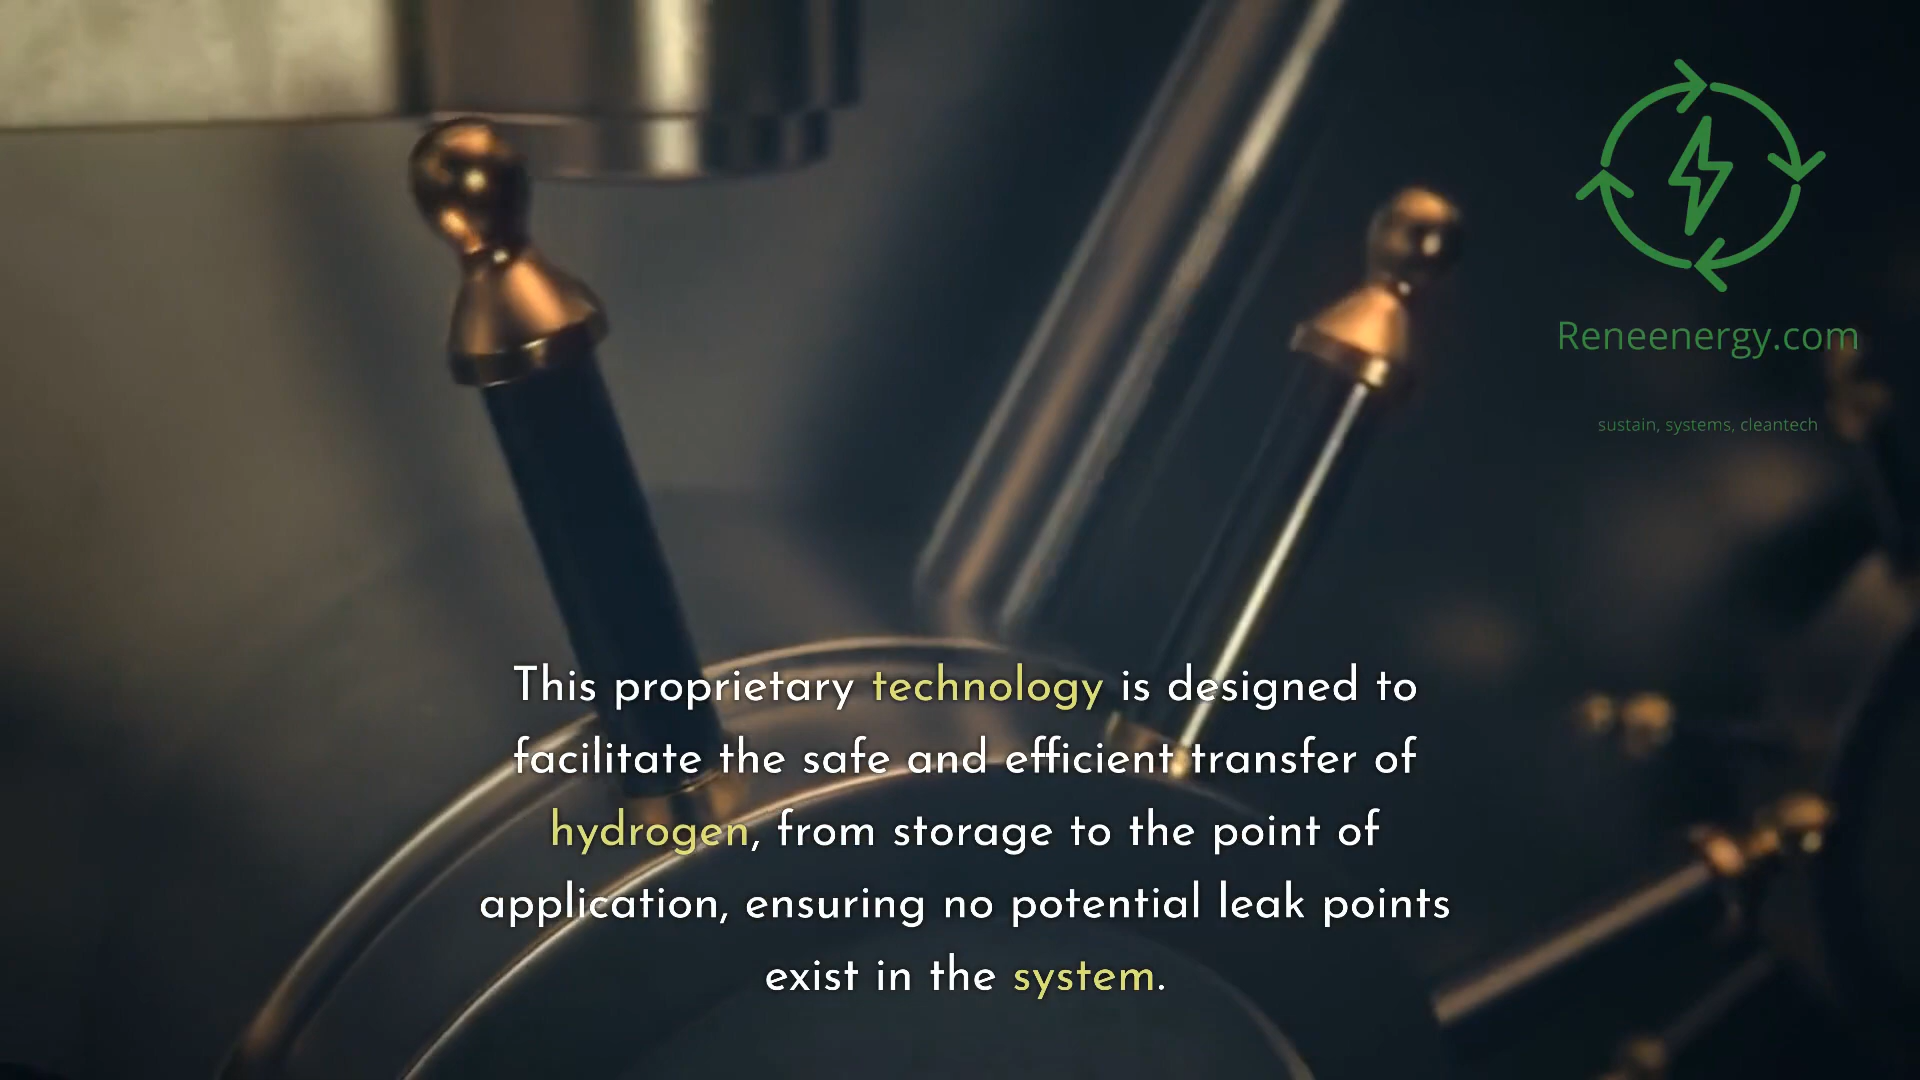 Reneenergy.com
sustain, systems, cleantech
This proprietary technology is designed to
facilitate the safe and efficient transfer of
hydrogen, from storage to the point of
application, ensuring no potential leak points
exist in the system.